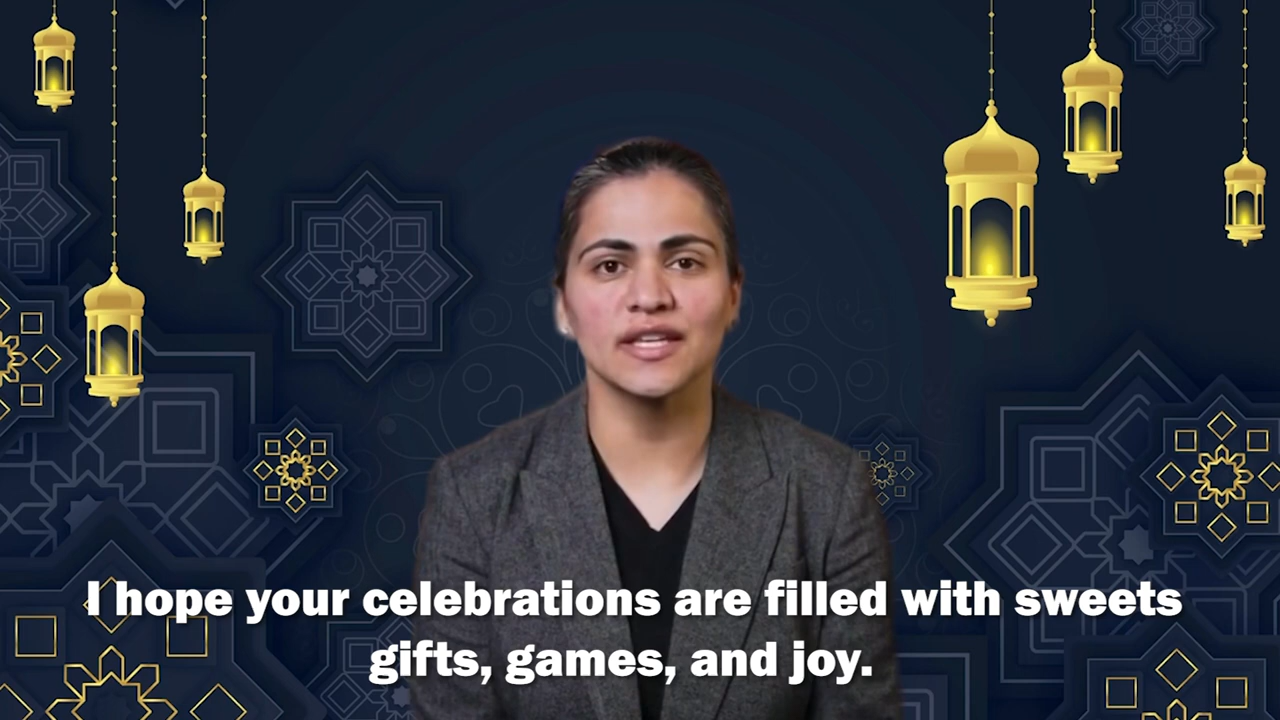 I hope your celebrations are filled with sweets
gifts, games, and joy.